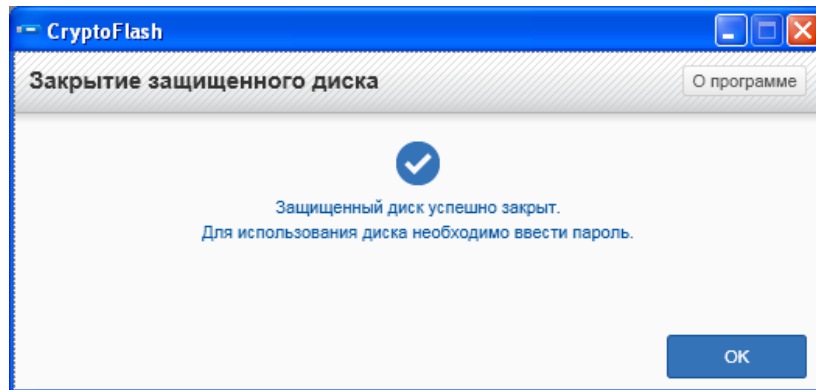 CryptoFlash
Закрытие защищенного диска
О программе
Защищенный диск успешно закрыт.
Для использования диска необходимо ввести пароль.
OK